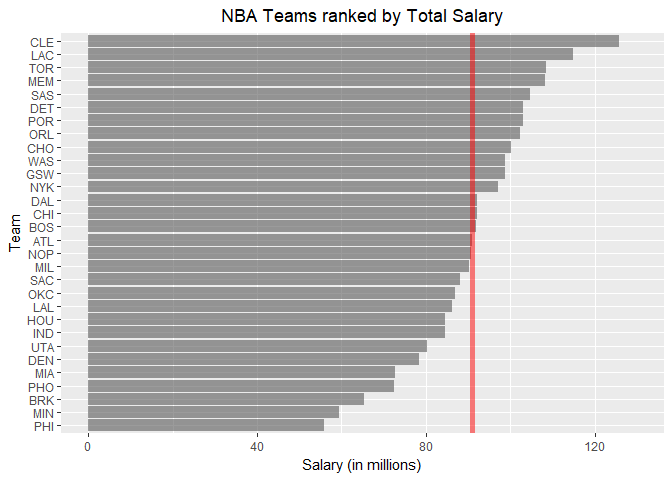 NBA Teams ranked by Total Salary
Team
CLE
LAC
TOR
MEM
SAS
DET
POR
ORL
CHO
WAS
GSW
NYK
DAL
CHI
BOS
ATL
NOP
MIL
SAC
OKC
LAL
HOU
IND
UTA
DEN
MIA
PHO
BRK
MIN
PHI
0 40 80 120
Salary (in millions)